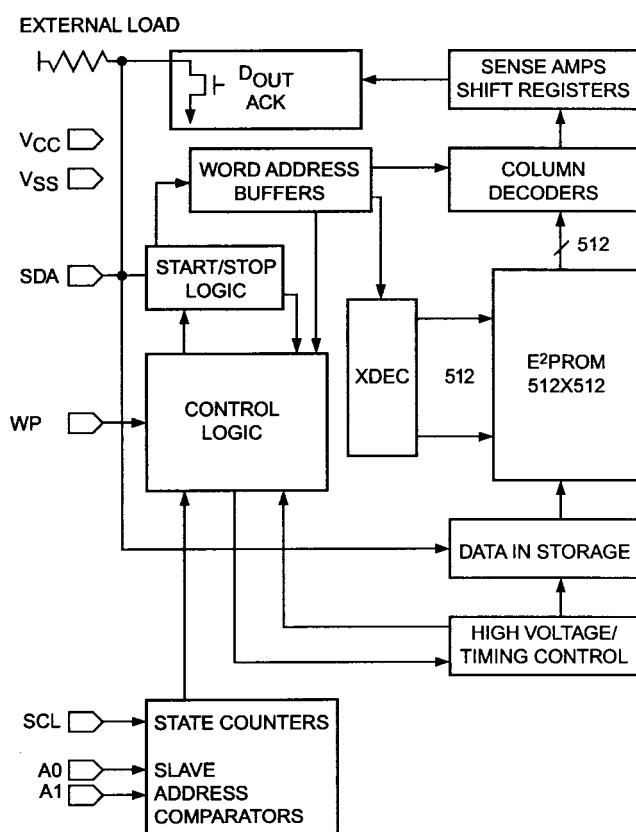 EXTERNAL LOAD
DOUT
ACK
SENSE AMPS
SHIFT REGISTERS
VCC
VSS
WORD ADDRESS
BUFFERS
COLUMN
DECODERS
512
SDA
START/STOP
LOGIC
XDEC
512
E²PROM
512X512
WP
CONTROL
LOGIC
DATA IN STORAGE
HIGH VOLTAGE/
TIMING CONTROL
SCL
STATE COUNTERS
A0
SLAVE
A1
ADDRESS
COMPARATORS